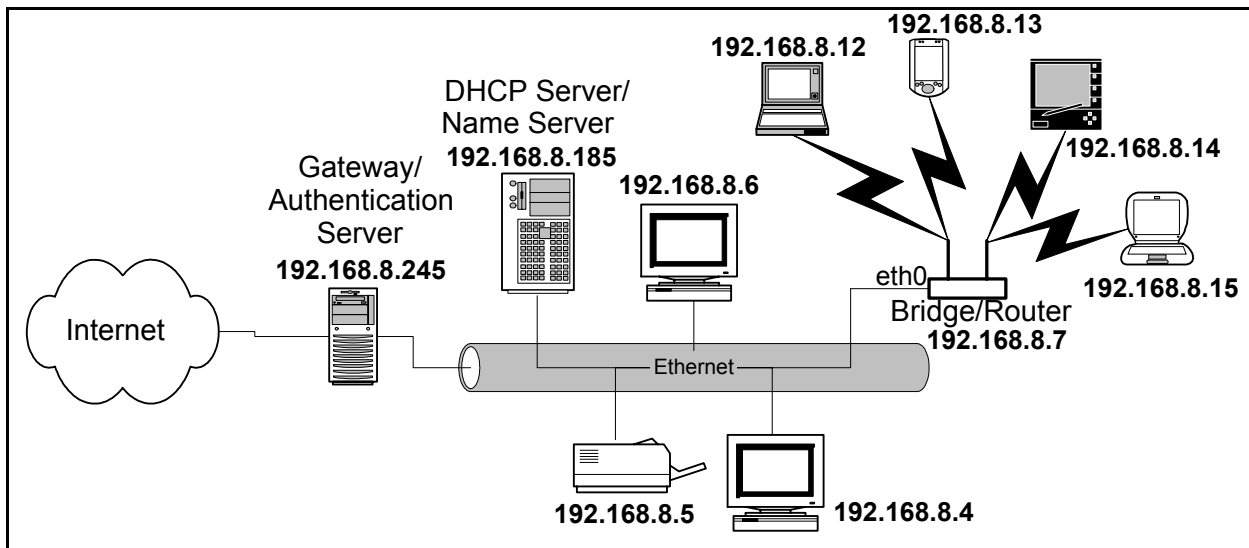 Internet
Gateway/
Authentication
Server
192.168.8.245
DHCP Server/
Name Server
192.168.8.185
192.168.8.6
192.168.8.12
192.168.8.13
192.168.8.14
192.168.8.15
eth0
Bridge/Router
192.168.8.7
Ethernet
192.168.8.5
192.168.8.4